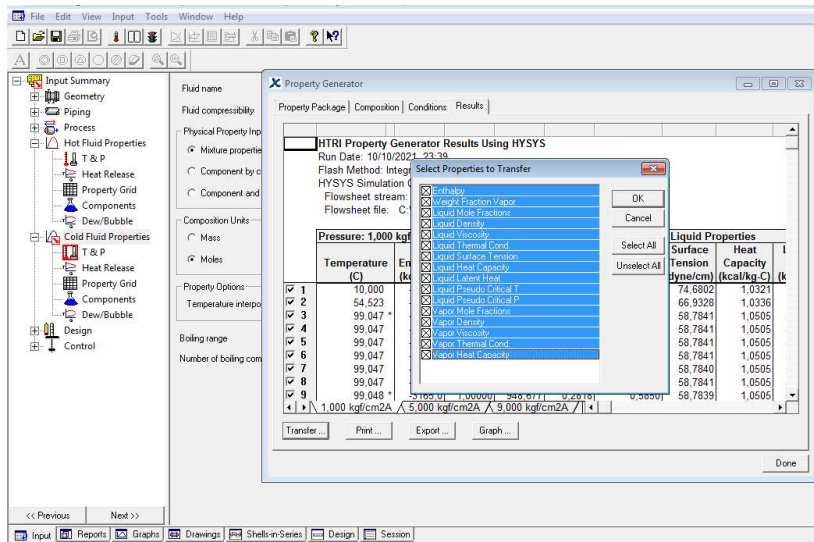 File Edit View Input Tools Window Help
Input Summary
Geometry
Piping
Process
Hot Fluid Properties
T & P
Heat Release
Property Grid
Components
Dew/Bubble
Cold Fluid Properties
T & P
Heat Release
Property Grid
Components
Dew/Bubble
Design
Control
<< Previous Next >>
Fluid name
Fluid compressibility
Physical Property Inp
Mixture propertie
Component by c
Component and
Composition Units
Mass
Moles
Property Options
Temperature interpo
Boiling range
Number of boiling com
Property Generator
Property Package Composition Conditions Results
HTRI Property Generator Results Using HYSYS
Run Date: 10/10/2021 23:39
Flash Method: Integr
HYSYS Simulation
Flowsheet stream:
Flowsheet file: C:
Pressure: 1,000 kgf Liquid Properties
Surface Heat
Temperature En Tension Capacity
(C) (kc dyne/cm) (kcal/kg-C) (k
1 10,000 74,6802 1,0321
2 54,523 66,9328 1,0336
3 99,047 * 58,7841 1,0505
4 99,047 58,7841 1,0505
5 99,047 58,7841 1,0505
6 99,047 58,7841 1,0505
7 99,047 58,7840 1,0505
8 99,047 58,7841 1,0505
9 99,048 * -3165,0 1,00000 948,677 0,2818 0,5850 58,7839 1,0505
1,000 kgf/cm2A 5,000 kgf/cm2A 9,000 kgf/cm2A
Transfer ... Print ... Export ... Graph ...
Done
Select Properties to Transfer
Enthalpy
Weight Fraction Vapor
Liquid Mole Fractions
Liquid Density
Liquid Viscosity
Liquid Thermal Cond.
Liquid Surface Tension
Liquid Heat Capacity
Liquid Latent Heat
Liquid Pseudo Critical T
Liquid Pseudo Critical P
Vapor Mole Fractions
Vapor Density
Vapor Viscosity
Vapor Thermal Cond.
Vapor Heat Capacity
OK
Cancel
Select All
Unselect All
Input Reports Graphs Drawings Shells-in-Series Design Session